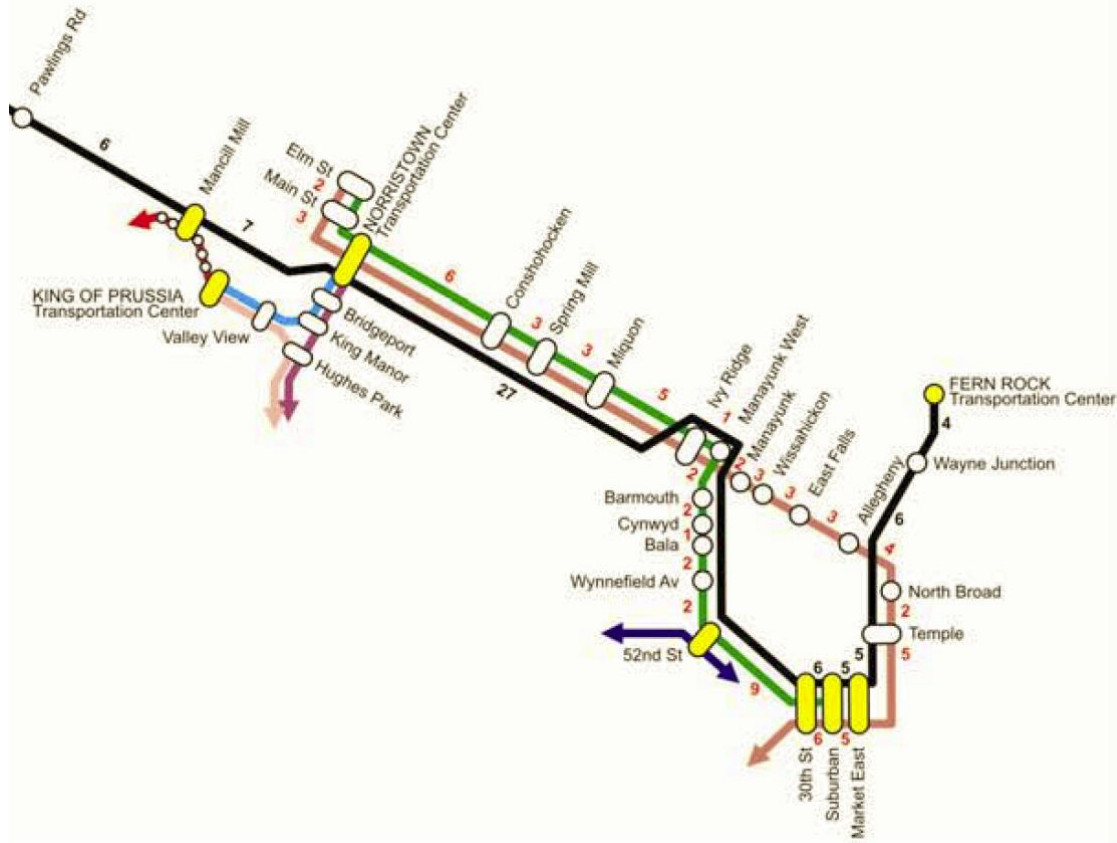 Pawlings Rd
6
Mancill Mill
7
Elm St
2
Main St
3
NORRISTOWN
Transportation Center
KING OF PRUSSIA
Transportation Center
Valley View
Bridgeport
King Manor
Hughes Park
6
Conshohocken
3
Spring Mill
3
Miquon
5
27
Ivy Ridge
1
Manayunk West
2
Manayunk
3
Wissahickon
3
East Falls
3
Allegheny
4
FERN ROCK
Transportation Center
4
Wayne Junction
6
2
Barmouth
2
Cynwyd
1
Bala
2
Wynnefield Av
2
52nd St
9
North Broad
2
Temple
5
5
6
5
6
5
30th St
Suburban
Market East